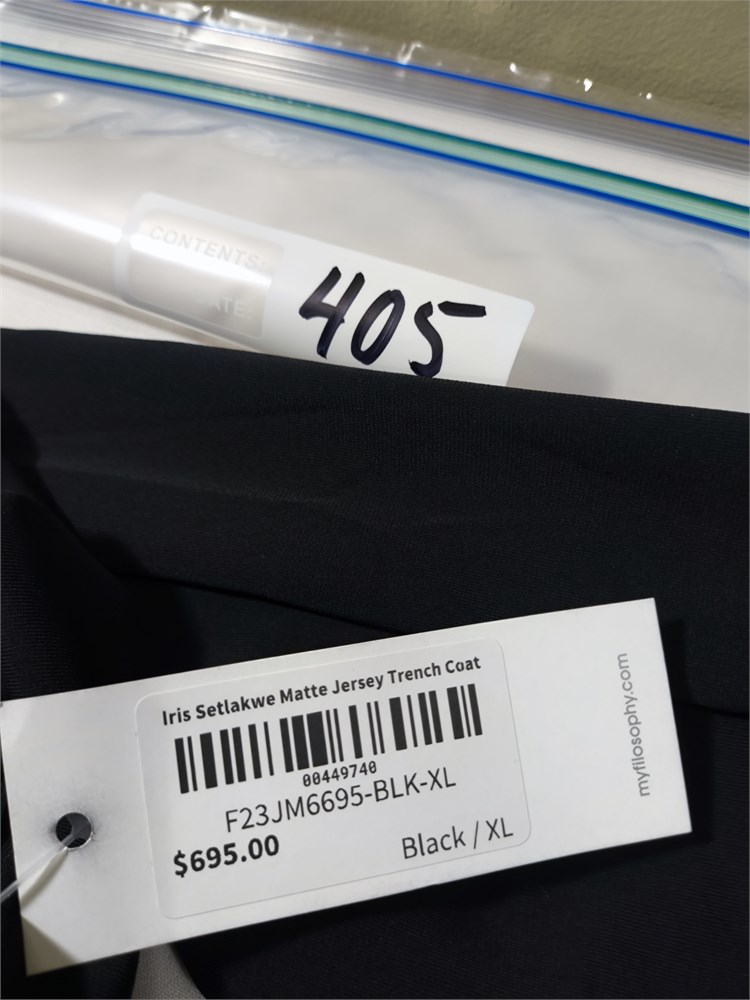 CONTENTS:
DATE:
405
Iris Setlakwe Matte Jersey Trench Coat
00449740
F23JM6695-BLK-XL
$695.00
Black / XL
myfilosophy.com